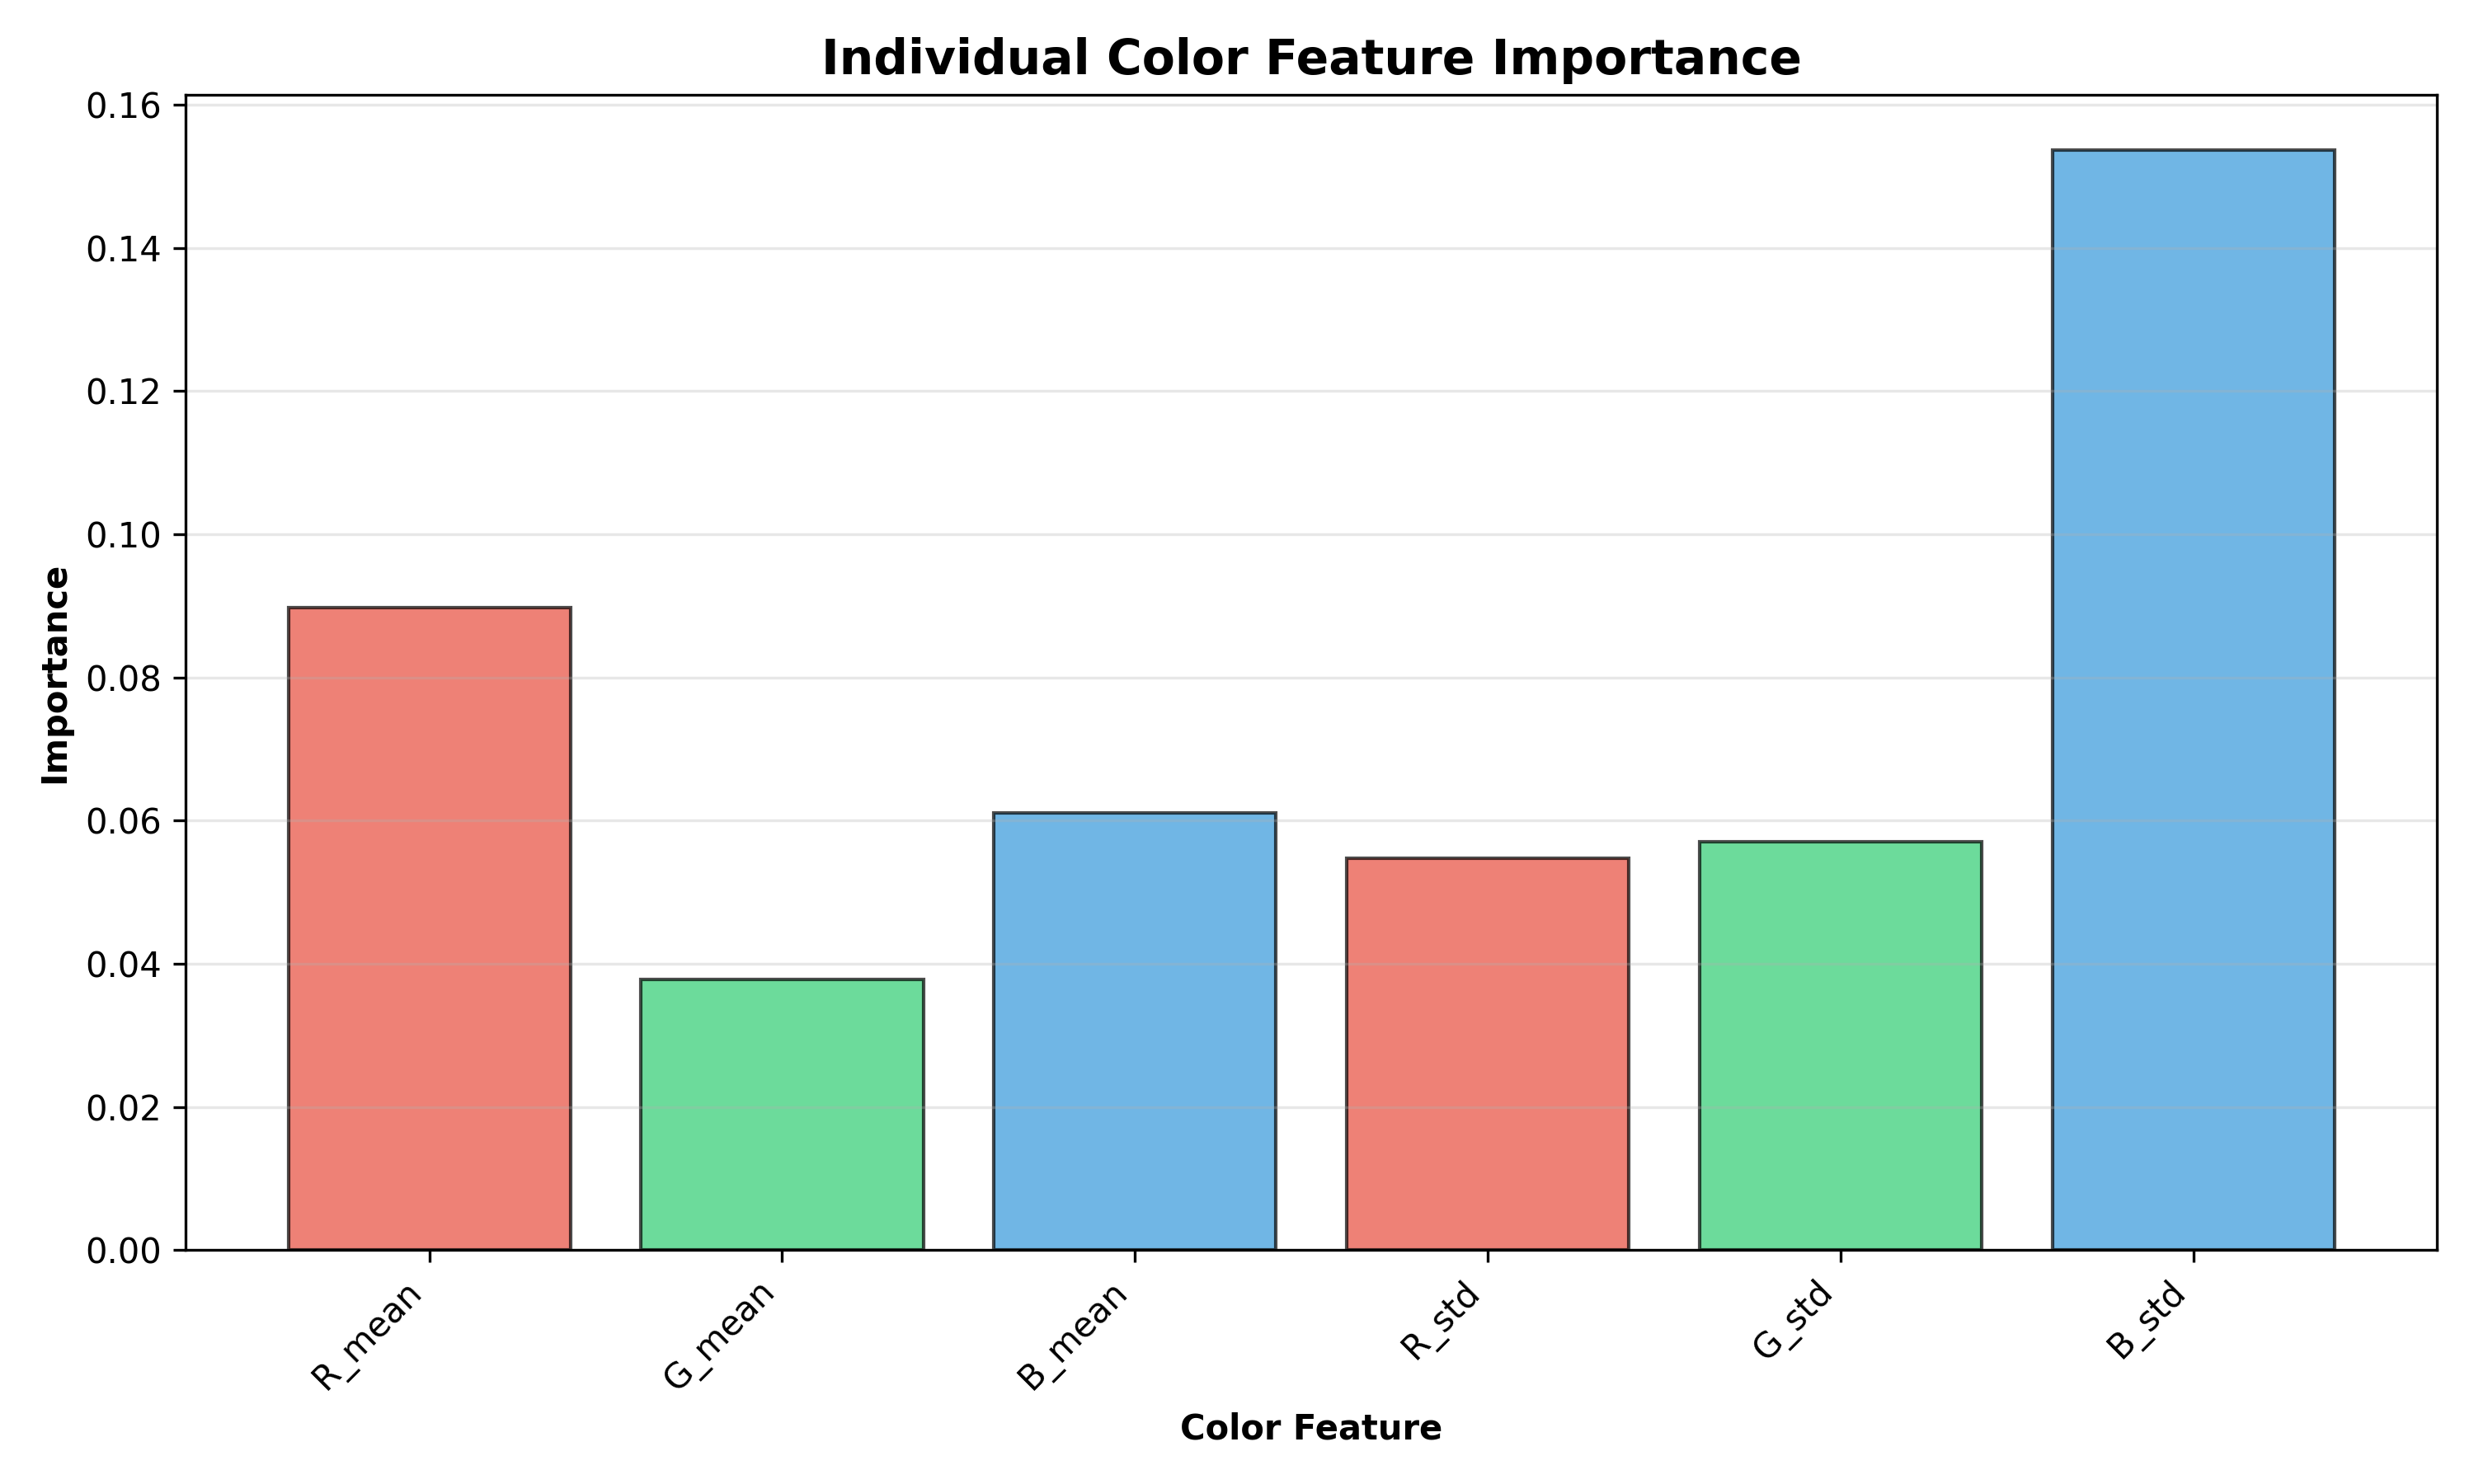 Individual Color Feature Importance
0.16
0.14
0.12
0.10
0.08
0.06
0.04
0.02
0.00
Importance
R_mean
G_mean
B_mean
R_std
G_std
B_std
Color Feature